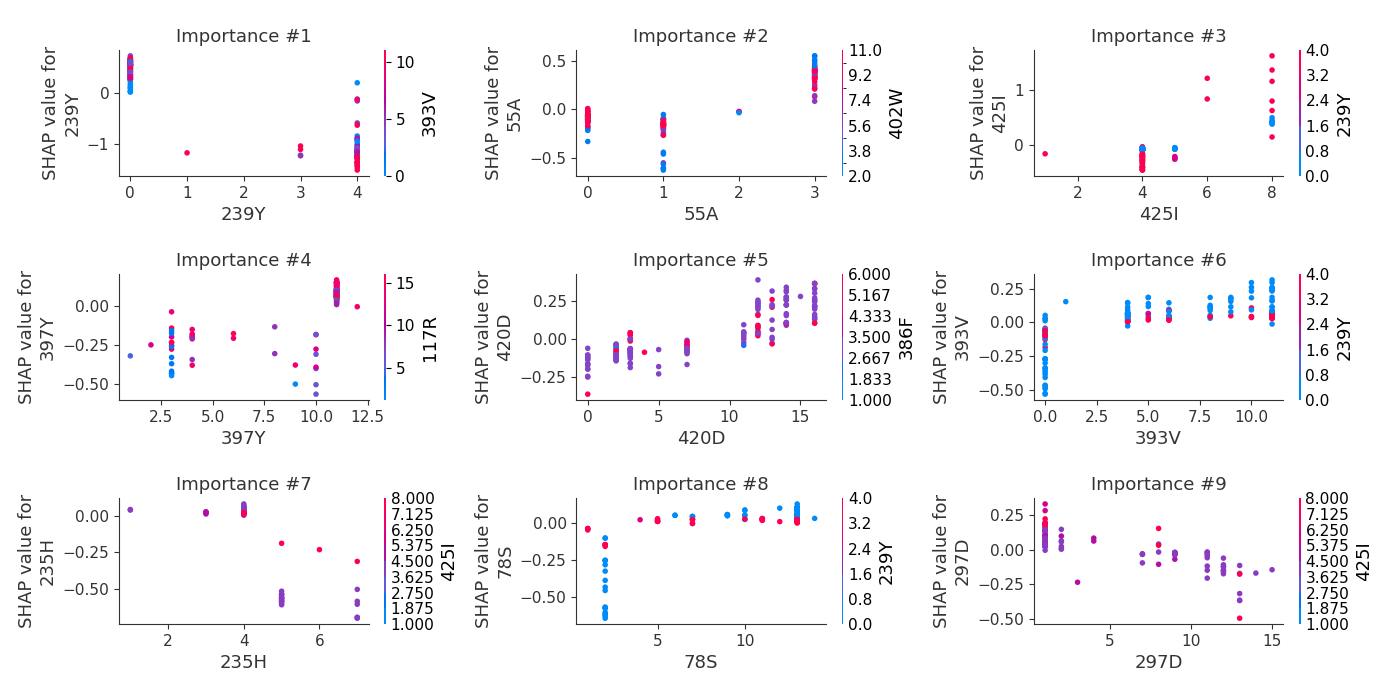 Importance #1
SHAP value for
239Y
0
−1
0
1
2
3
4
239Y
10
5
0
393V
Importance #2
SHAP value for
55A
0.5
0.0
−0.5
0
1
2
3
55A
11.0
9.2
7.4
5.6
3.8
2.0
402W
Importance #3
SHAP value for
425I
1
0
2
4
6
8
425I
4.0
3.2
2.4
1.6
0.8
0.0
239Y
Importance #4
SHAP value for
397Y
0.00
−0.25
−0.50
2.5
5.0
7.5
10.0
12.5
397Y
15
10
5
117R
Importance #5
SHAP value for
420D
0.25
0.00
−0.25
0
5
10
15
420D
6.000
5.167
4.333
3.500
2.667
1.833
1.000
386F
Importance #6
SHAP value for
393V
0.25
0.00
−0.25
−0.50
0.0
2.5
5.0
7.5
10.0
393V
4.0
3.2
2.4
1.6
0.8
0.0
239Y
Importance #7
SHAP value for
235H
0.00
−0.25
−0.50
2
4
6
235H
8.000
7.125
6.250
5.375
4.500
3.625
2.750
1.875
1.000
425I
Importance #8
SHAP value for
78S
0.00
−0.25
−0.50
5
10
78S
4.0
3.2
2.4
1.6
0.8
0.0
239Y
Importance #9
SHAP value for
297D
0.25
0.00
−0.25
−0.50
5
10
15
297D
8.000
7.125
6.250
5.375
4.500
3.625
2.750
1.875
1.000
425I